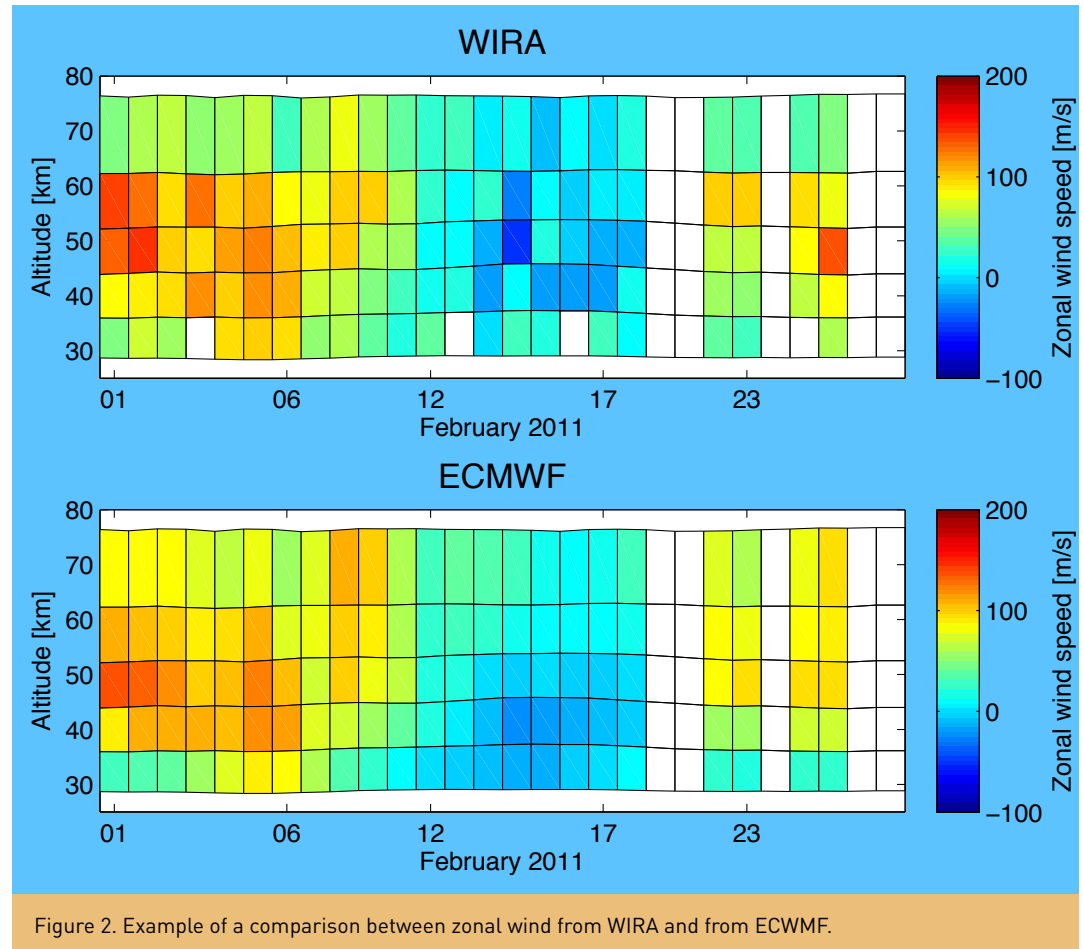 WIRA
80
70
60
50
40
30
Altitude [km]
01 06 12 17 23
February 2011
200
100
0
−100
Zonal wind speed [m/s]
ECMWF
80
70
60
50
40
30
Altitude [km]
01 06 12 17 23
February 2011
200
100
0
−100
Zonal wind speed [m/s]
Figure 2. Example of a comparison between zonal wind from WIRA and from ECWMF.